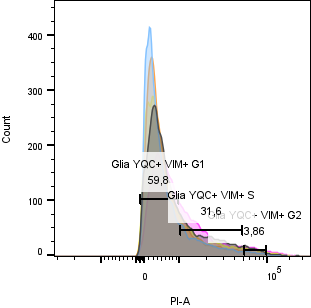 400
300
200
100
0
Count
Glia YQC+ VIM+ G1
59,8
Glia YQC+ VIM+ S
31,6
Glia YQC+ VIM+ G2
3,86
0
10^5
PI-A